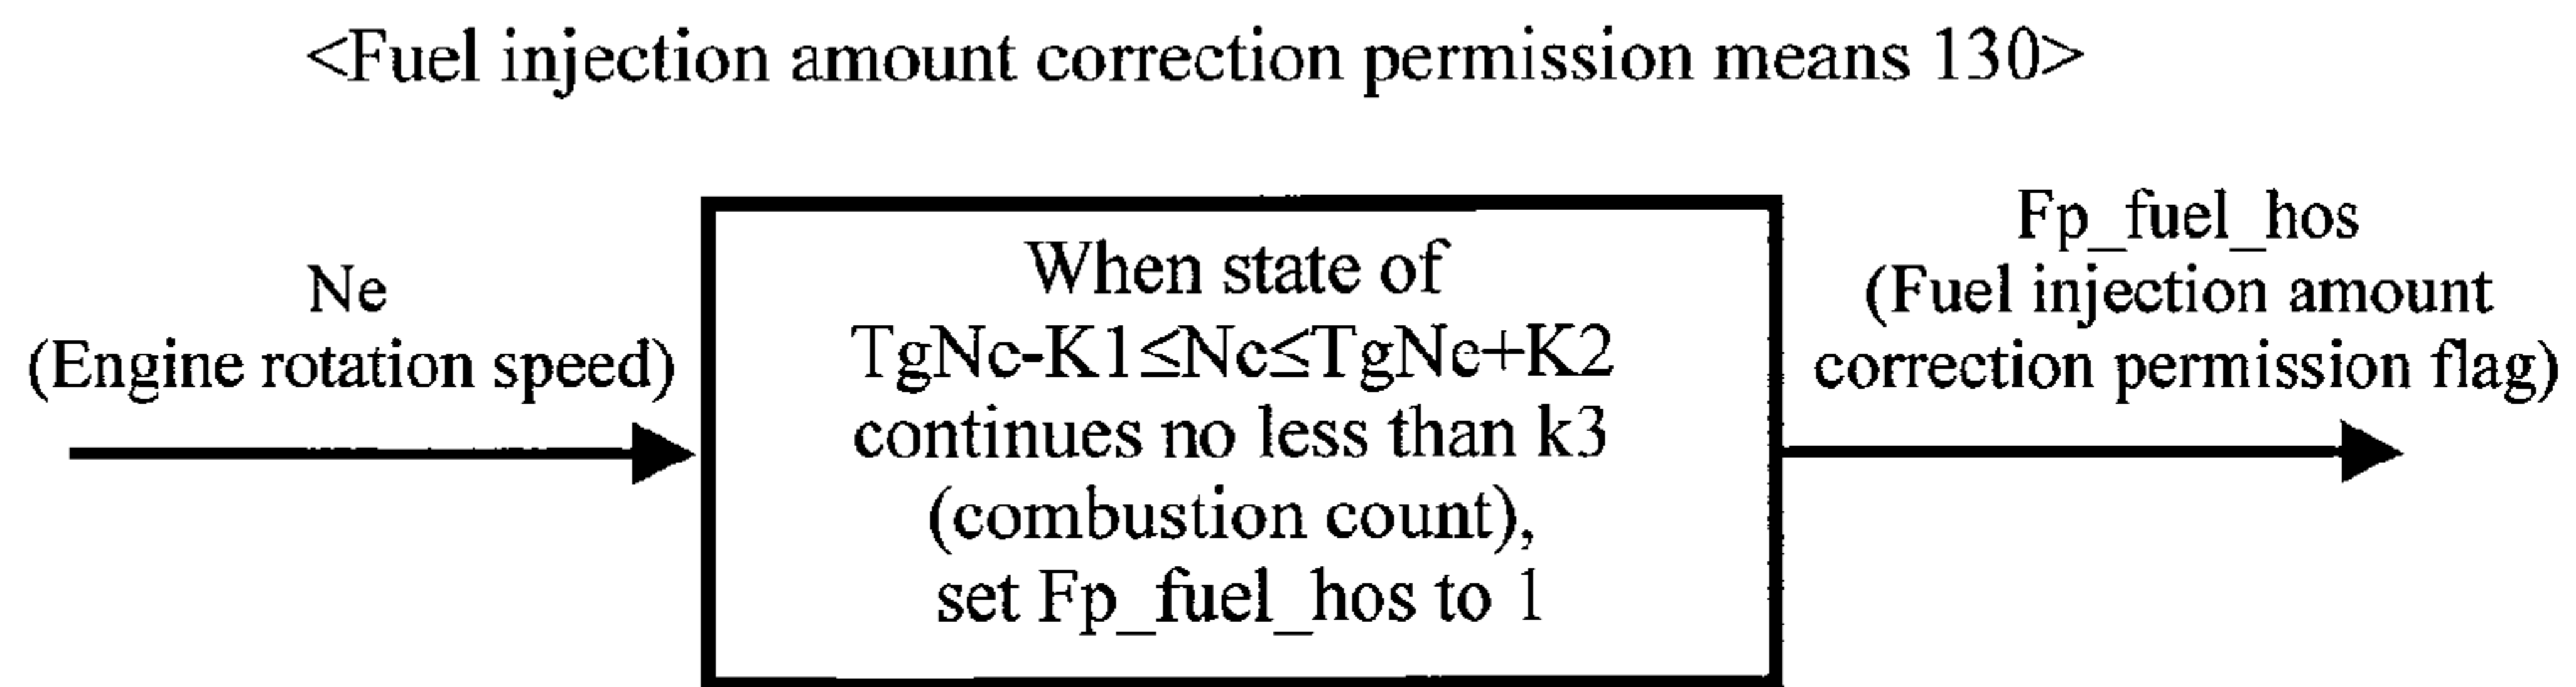 <Fuel injection amount correction permission means 130>
Ne
(Engine rotation speed)
When state of
TgNe-K1≤Ne≤TgNe+K2
continues no less than k3
(combustion count),
set Fp_fuel_hos to 1
Fp_fuel_hos
(Fuel injection amount
correction permission flag)